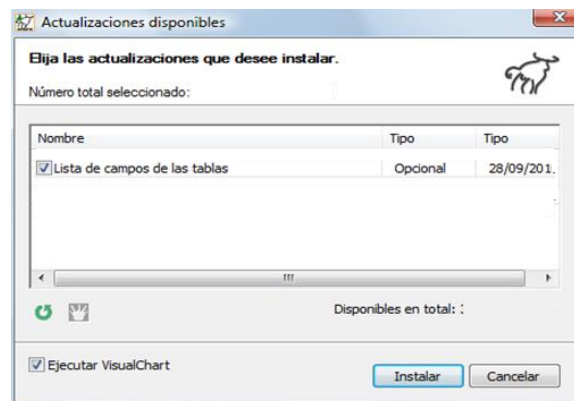 Actualizaciones disponibles
Elija las actualizaciones que desee instalar.
Número total seleccionado:
Nombre Tipo Tipo
Lista de campos de las tablas Opcional 28/09/201.
Disponibles en total:
Ejecutar VisualChart
Instalar Cancelar